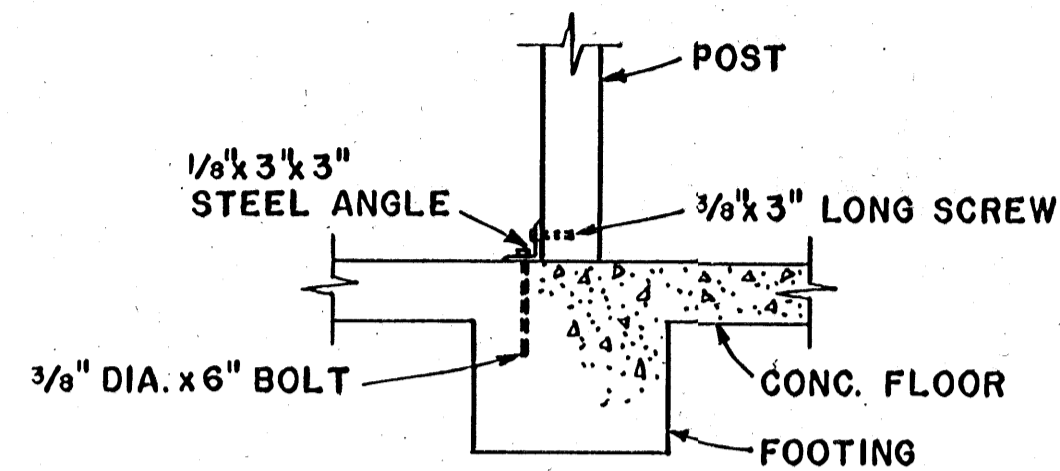 POST
1/8"x 3"x 3"
STEEL ANGLE
3/8"x 3" LONG SCREW
3/8" DIA. x 6" BOLT
CONC. FLOOR
FOOTING